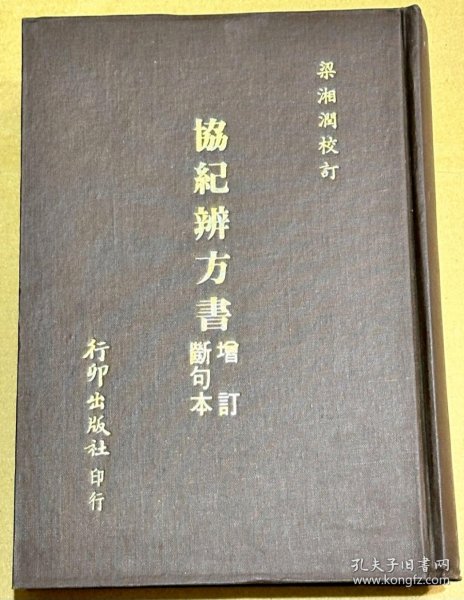 梁湘潤校訂
協紀辨方書
增訂
斷句本
行卯出版社 印行
孔夫子旧书网
www.kongfz.com